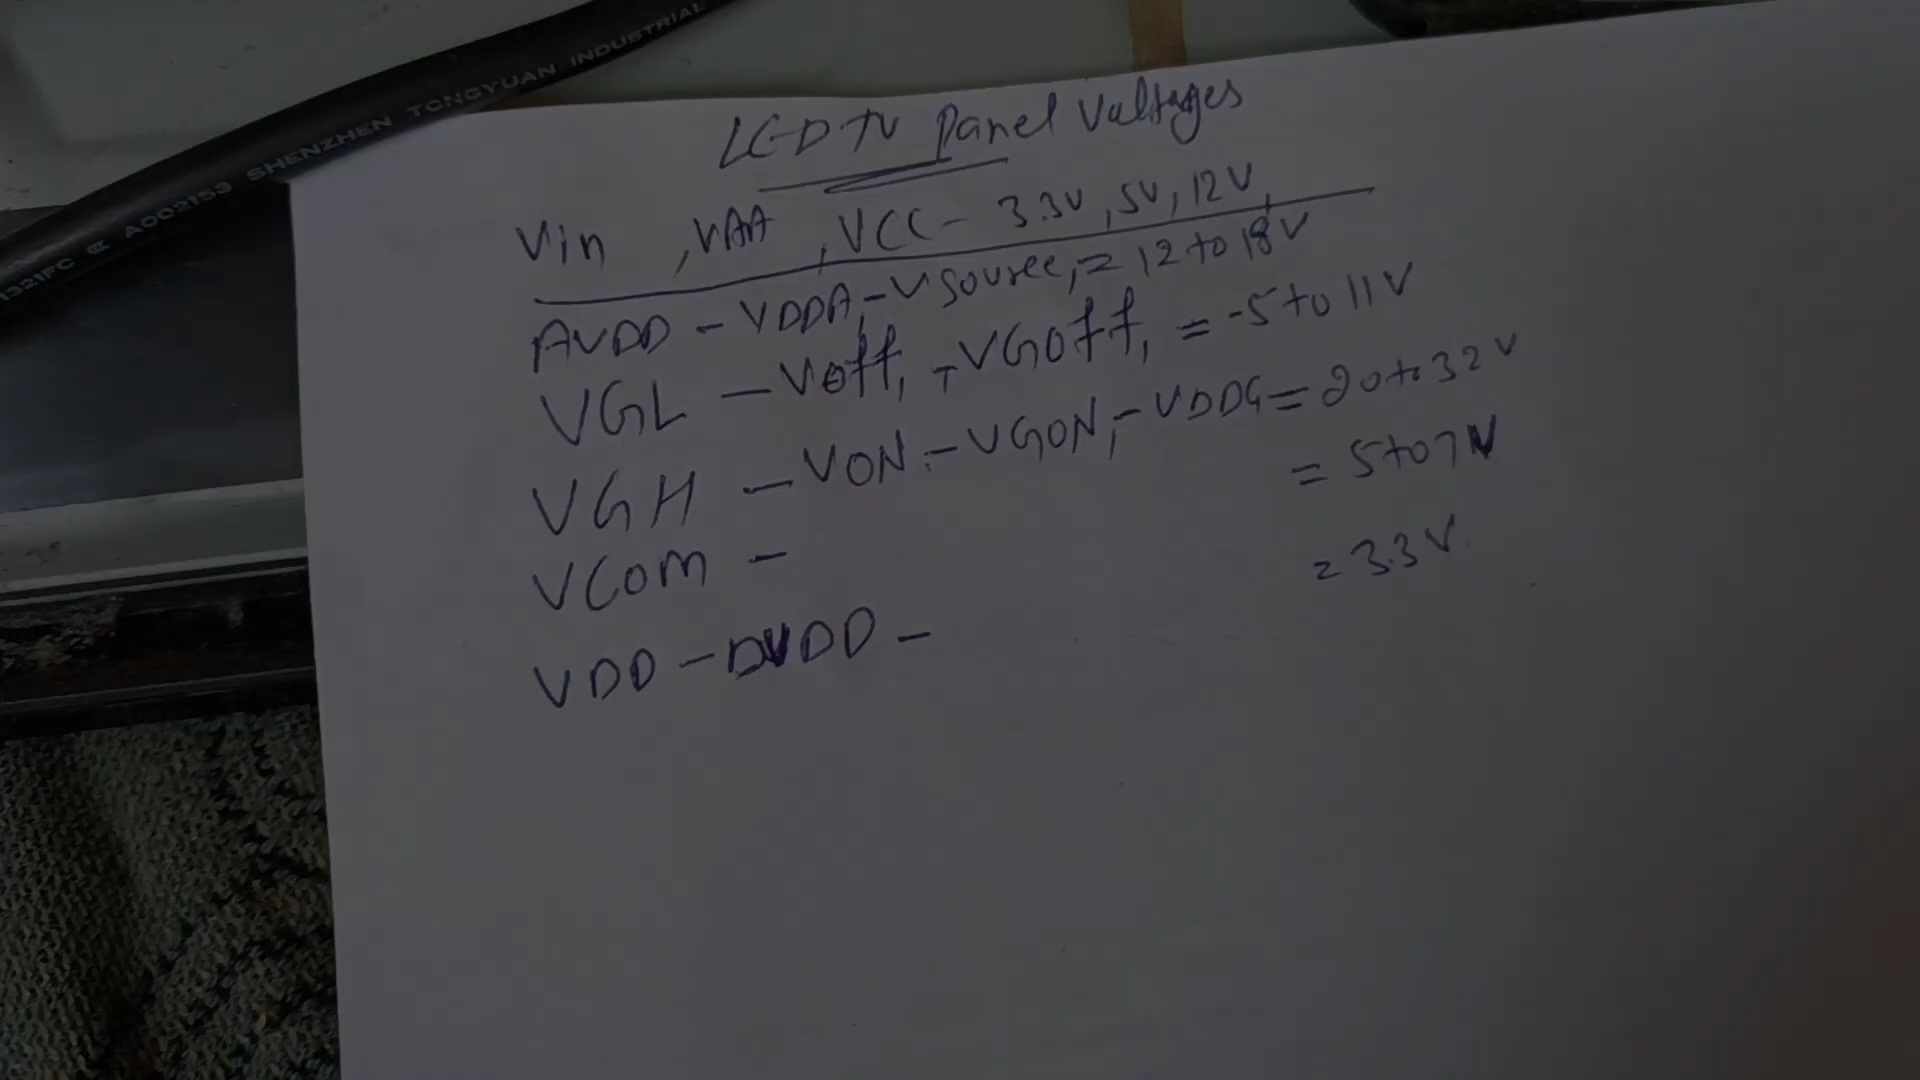 1321FC A002153 SHENZHEN TONGYUAN INDUSTRIAL
LCD TV Panel Voltages
Vin , VAA , VCC - 3.3V, 5V, 12V,
AVDD - VDDA, - V source, = 12 to 18V
VGL - Voff, - VGOff, = -5 to 11V
VGH - VON - VGON, - VDDG = 20 to 32V
VCOM - = 5 to 7V
VDD - DVDD - = 3.3V